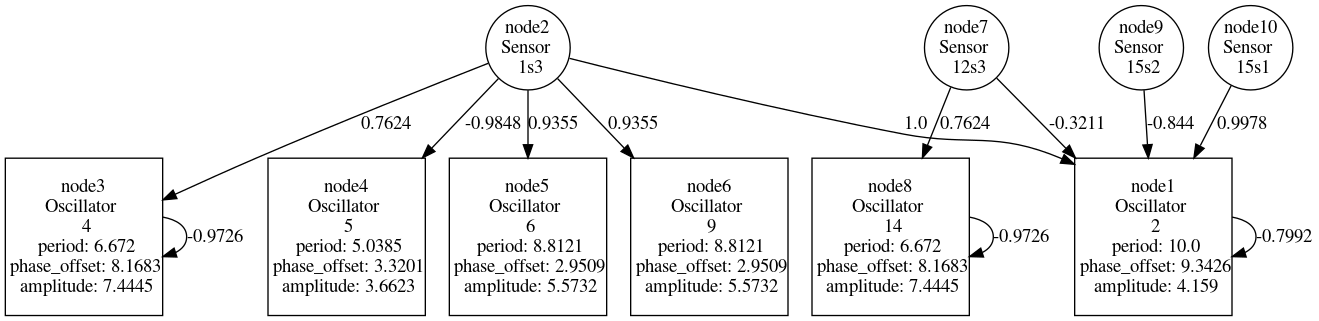 node2
Sensor
1s3
node7
Sensor
12s3
node9
Sensor
15s2
node10
Sensor
15s1
0.7624
-0.9848
0.9355
0.9355
1.0
0.7624
-0.3211
-0.844
0.9978
node3
Oscillator
4
period: 6.672
phase_offset: 8.1683
amplitude: 7.4445
-0.9726
node4
Oscillator
5
period: 5.0385
phase_offset: 3.3201
amplitude: 3.6623
node5
Oscillator
6
period: 8.8121
phase_offset: 2.9509
amplitude: 5.5732
node6
Oscillator
9
period: 8.8121
phase_offset: 2.9509
amplitude: 5.5732
node8
Oscillator
14
period: 6.672
phase_offset: 8.1683
amplitude: 7.4445
-0.9726
node1
Oscillator
2
period: 10.0
phase_offset: 9.3426
amplitude: 4.159
-0.7992